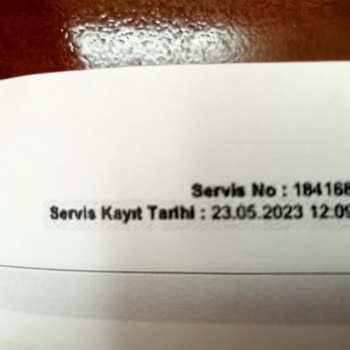 Servis No : 184168
Servis Kayıt Tarihi : 23.05.2023 12:09